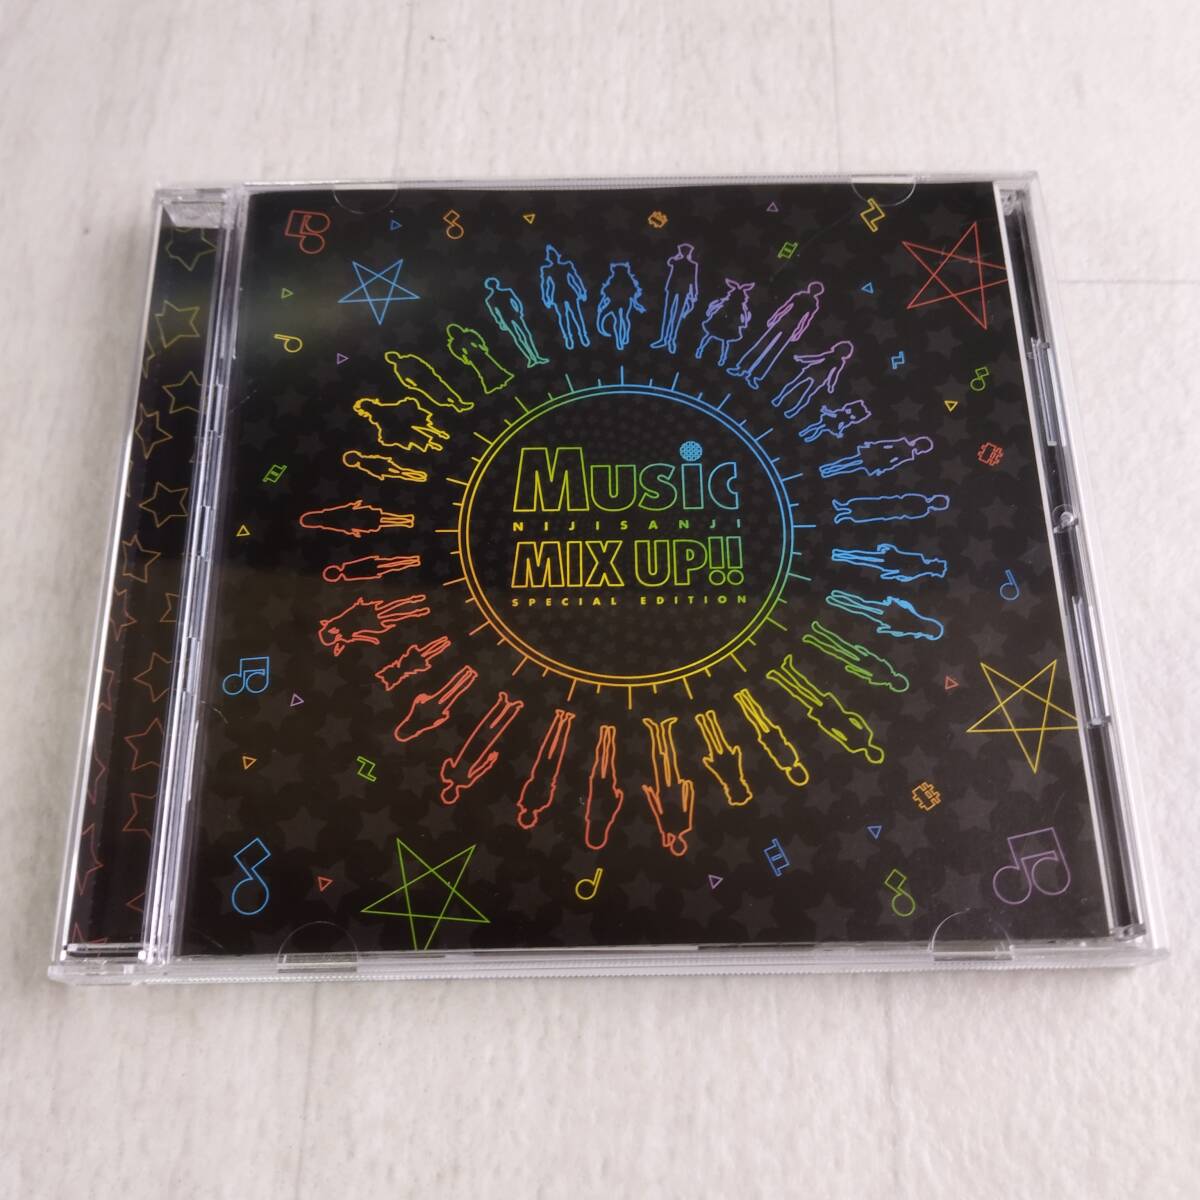 Music
NIJISANJI
MIX UP!!
SPECIAL EDITION